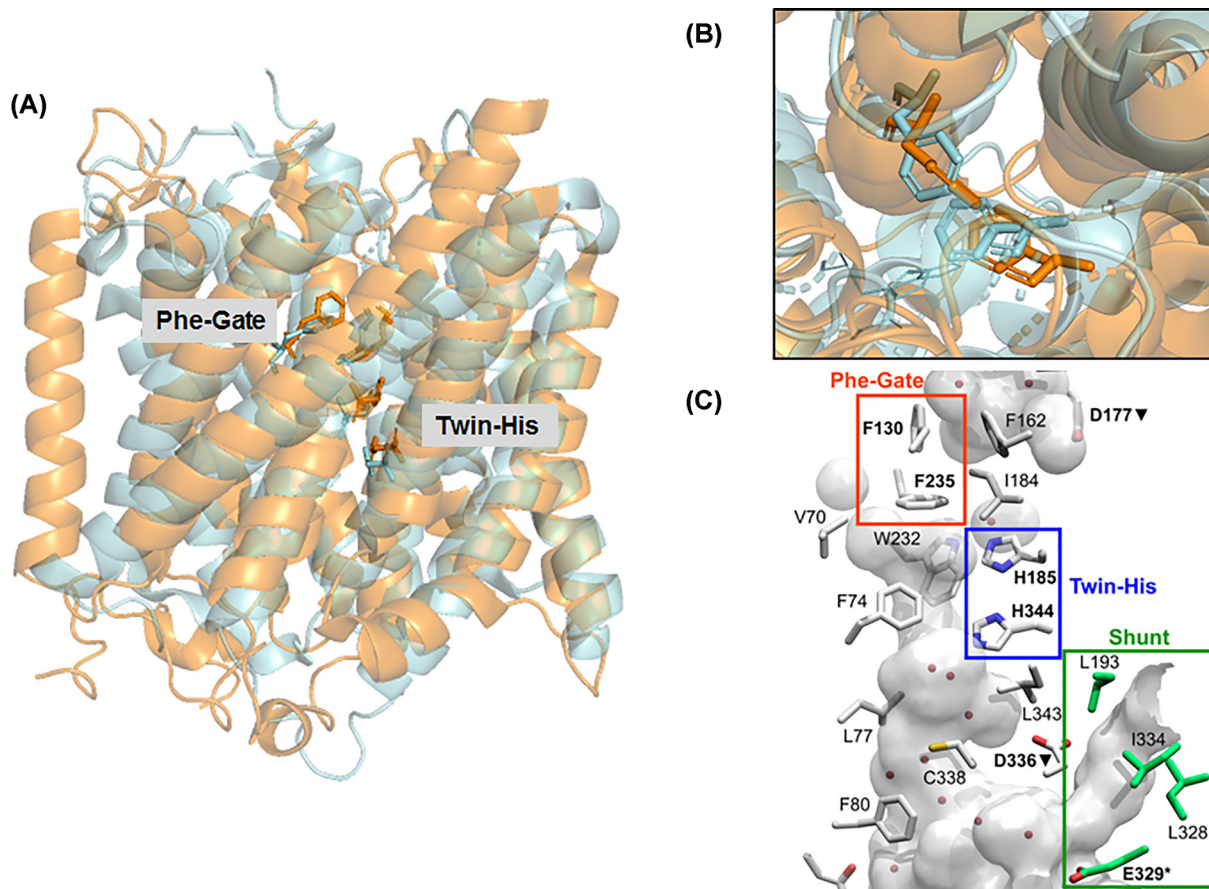 (A)
Phe-Gate
Twin-His
(B)
(C)
Phe-Gate
D177▼
F130
F162
F235
I184
V70
W232
H185
Twin-His
F74
H344
Shunt
L193
L343
L77
I334
D336▼
C338
F80
L328
E329*